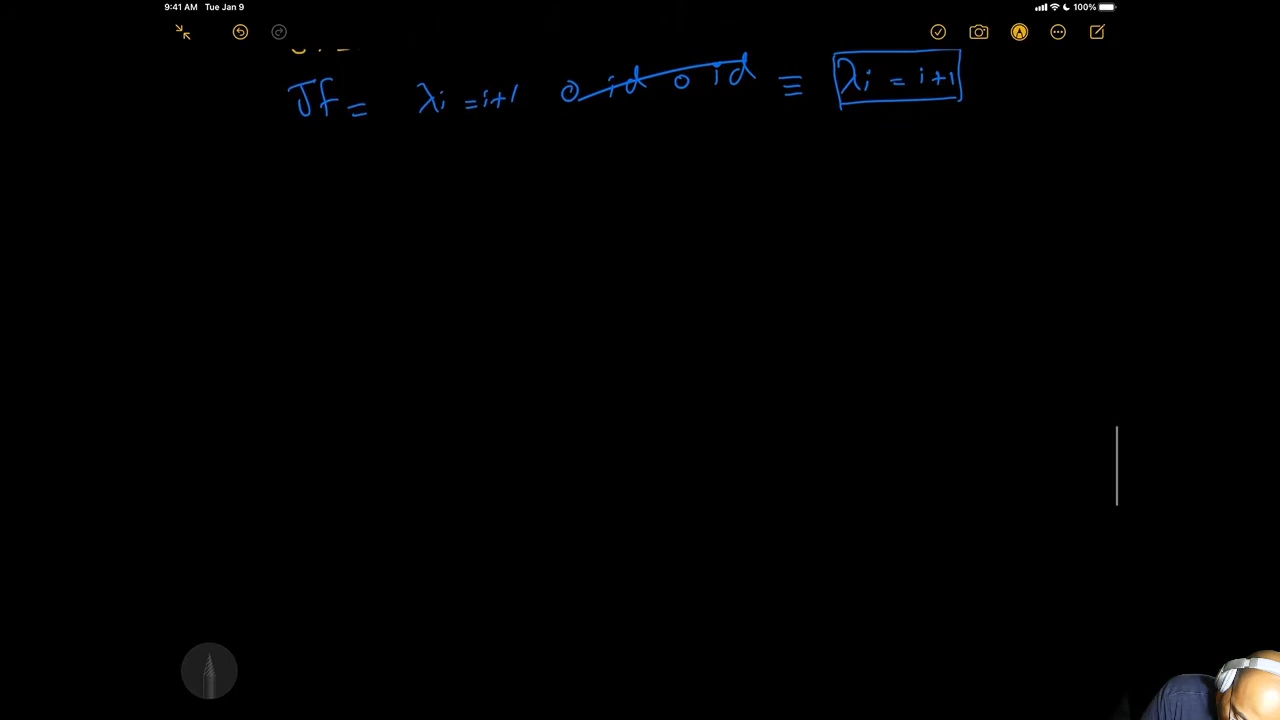 9:41 AM Tue Jan 9 100%
Jf = λi = i+1 o id o id ≡ λi = i+1